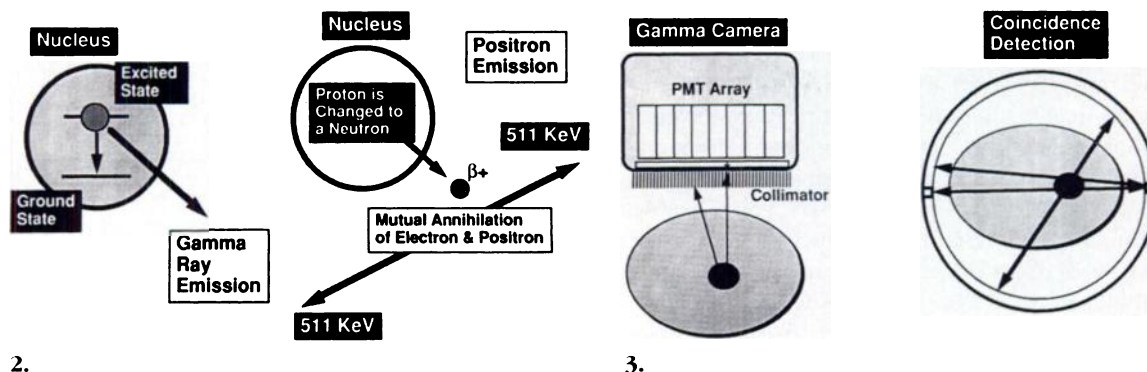 Nucleus
Excited
State
Ground
State
Gamma
Ray
Emission
Nucleus
Positron
Emission
Proton is
Changed to
a Neutron
511 KeV
β+
Mutual Annihilation
of Electron & Positron
511 KeV
2.
Gamma Camera
PMT Array
Collimator
Coincidence
Detection
3.